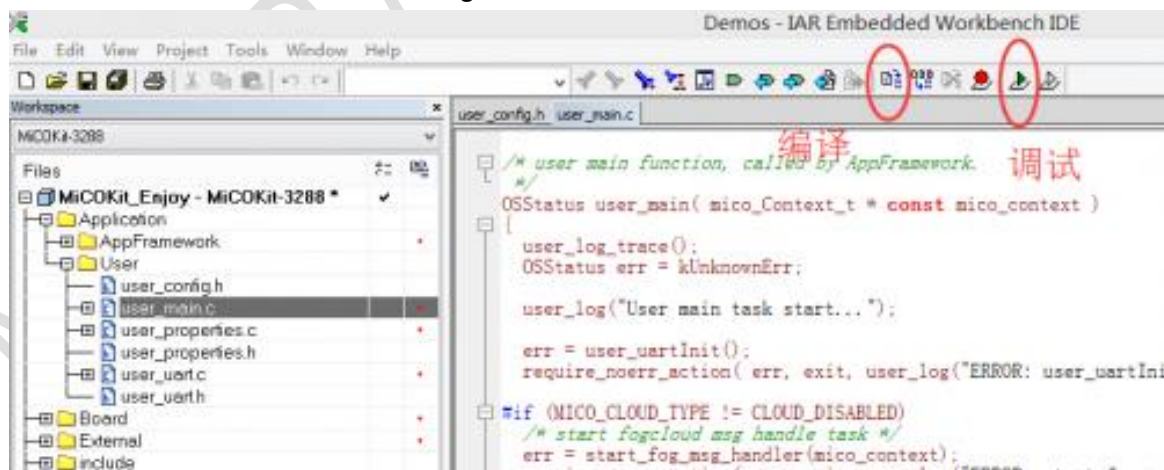 Demos - IAR Embedded Workbench IDE
File Edit View Project Tools Window Help
Workspace
MiCOKit-3288
Files
MiCOKit_Enjoy - MiCOKit-3288 *
Application
AppFramework
User
user_config.h
user_main.c
user_properties.c
user_properties.h
user_uart.c
user_uart.h
Board
External
include
user_config.h user_main.c
编译
调试
/* user main function, called by AppFramework.
*/
OSStatus user_main( mico_Context_t * const mico_context )
{
user_log_trace();
OSStatus err = kUnknownErr;
user_log("User main task start...");
err = user_uartInit();
require_noerr_action( err, exit, user_log("ERROR: user_uartIni
#if (MICO_CLOUD_TYPE != CLOUD_DISABLED)
/* start fogcloud msg handle task */
err = start_fog_msg_handler(mico_context);